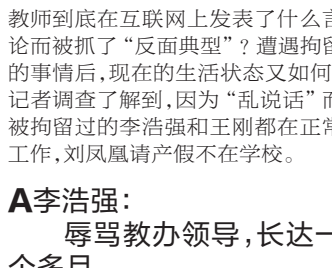 教师到底在互联网上发表了什么言
论而被抓了“反面典型”？遭遇拘留
的事情后，现在的生活状态又如何
记者调查了解到，因为“乱说话”而
被拘留过的李浩强和王刚都在正常
工作，刘凤凰请产假不在学校。
A李浩强：
辱骂教办领导，长达一
个多月